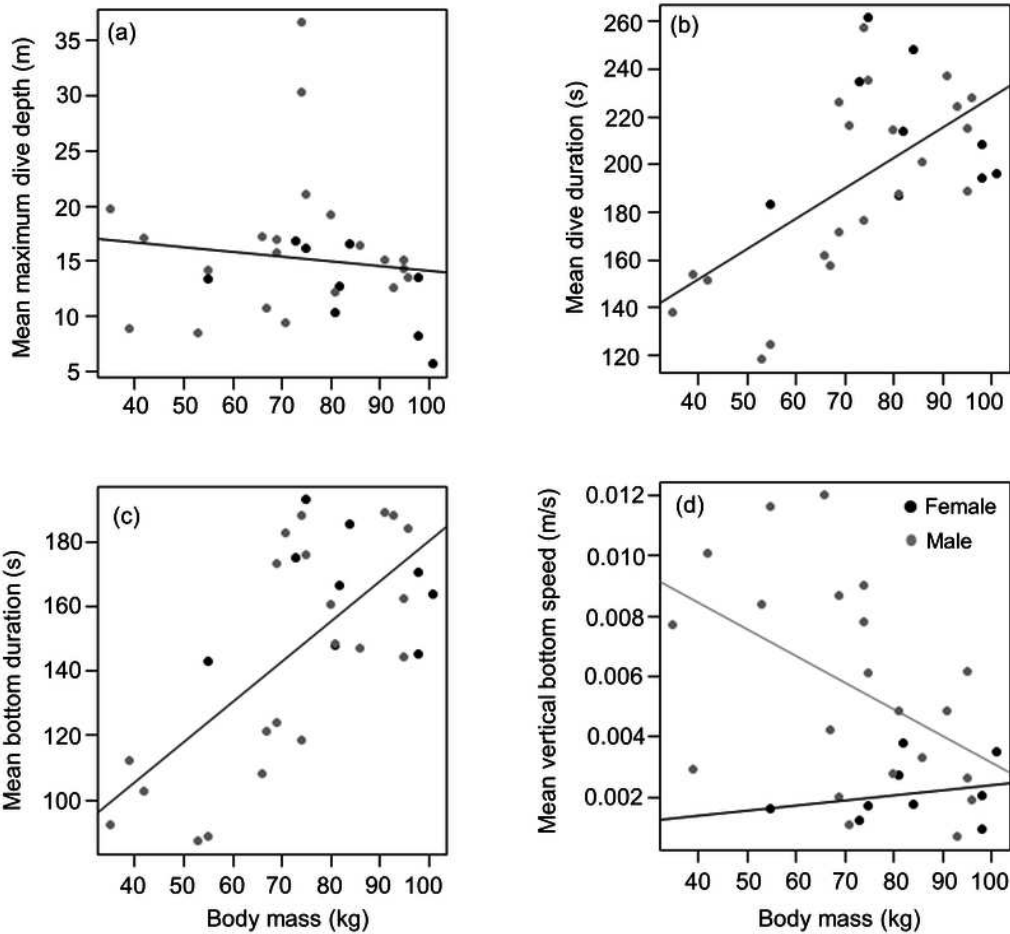 (a)
Mean maximum dive depth (m)
35
30
25
20
15
10
5
40 50 60 70 80 90 100
(b)
Mean dive duration (s)
260
240
220
200
180
160
140
120
40 50 60 70 80 90 100
(c)
Mean bottom duration (s)
180
160
140
120
100
40 50 60 70 80 90 100
Body mass (kg)
(d)
Female
Male
Mean vertical bottom speed (m/s)
0.012
0.010
0.008
0.006
0.004
0.002
40 50 60 70 80 90 100
Body mass (kg)